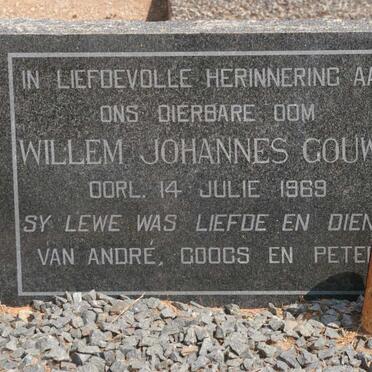 IN LIEFDEVOLLE HERINNERING AA
ONS DIERBARE OOM
WILLEM JOHANNES GOUW
OORL. 14 JULIE 1969
SY LEWE WAS LIEFDE EN DIEN
VAN ANDRÉ, GOOGS EN PETE